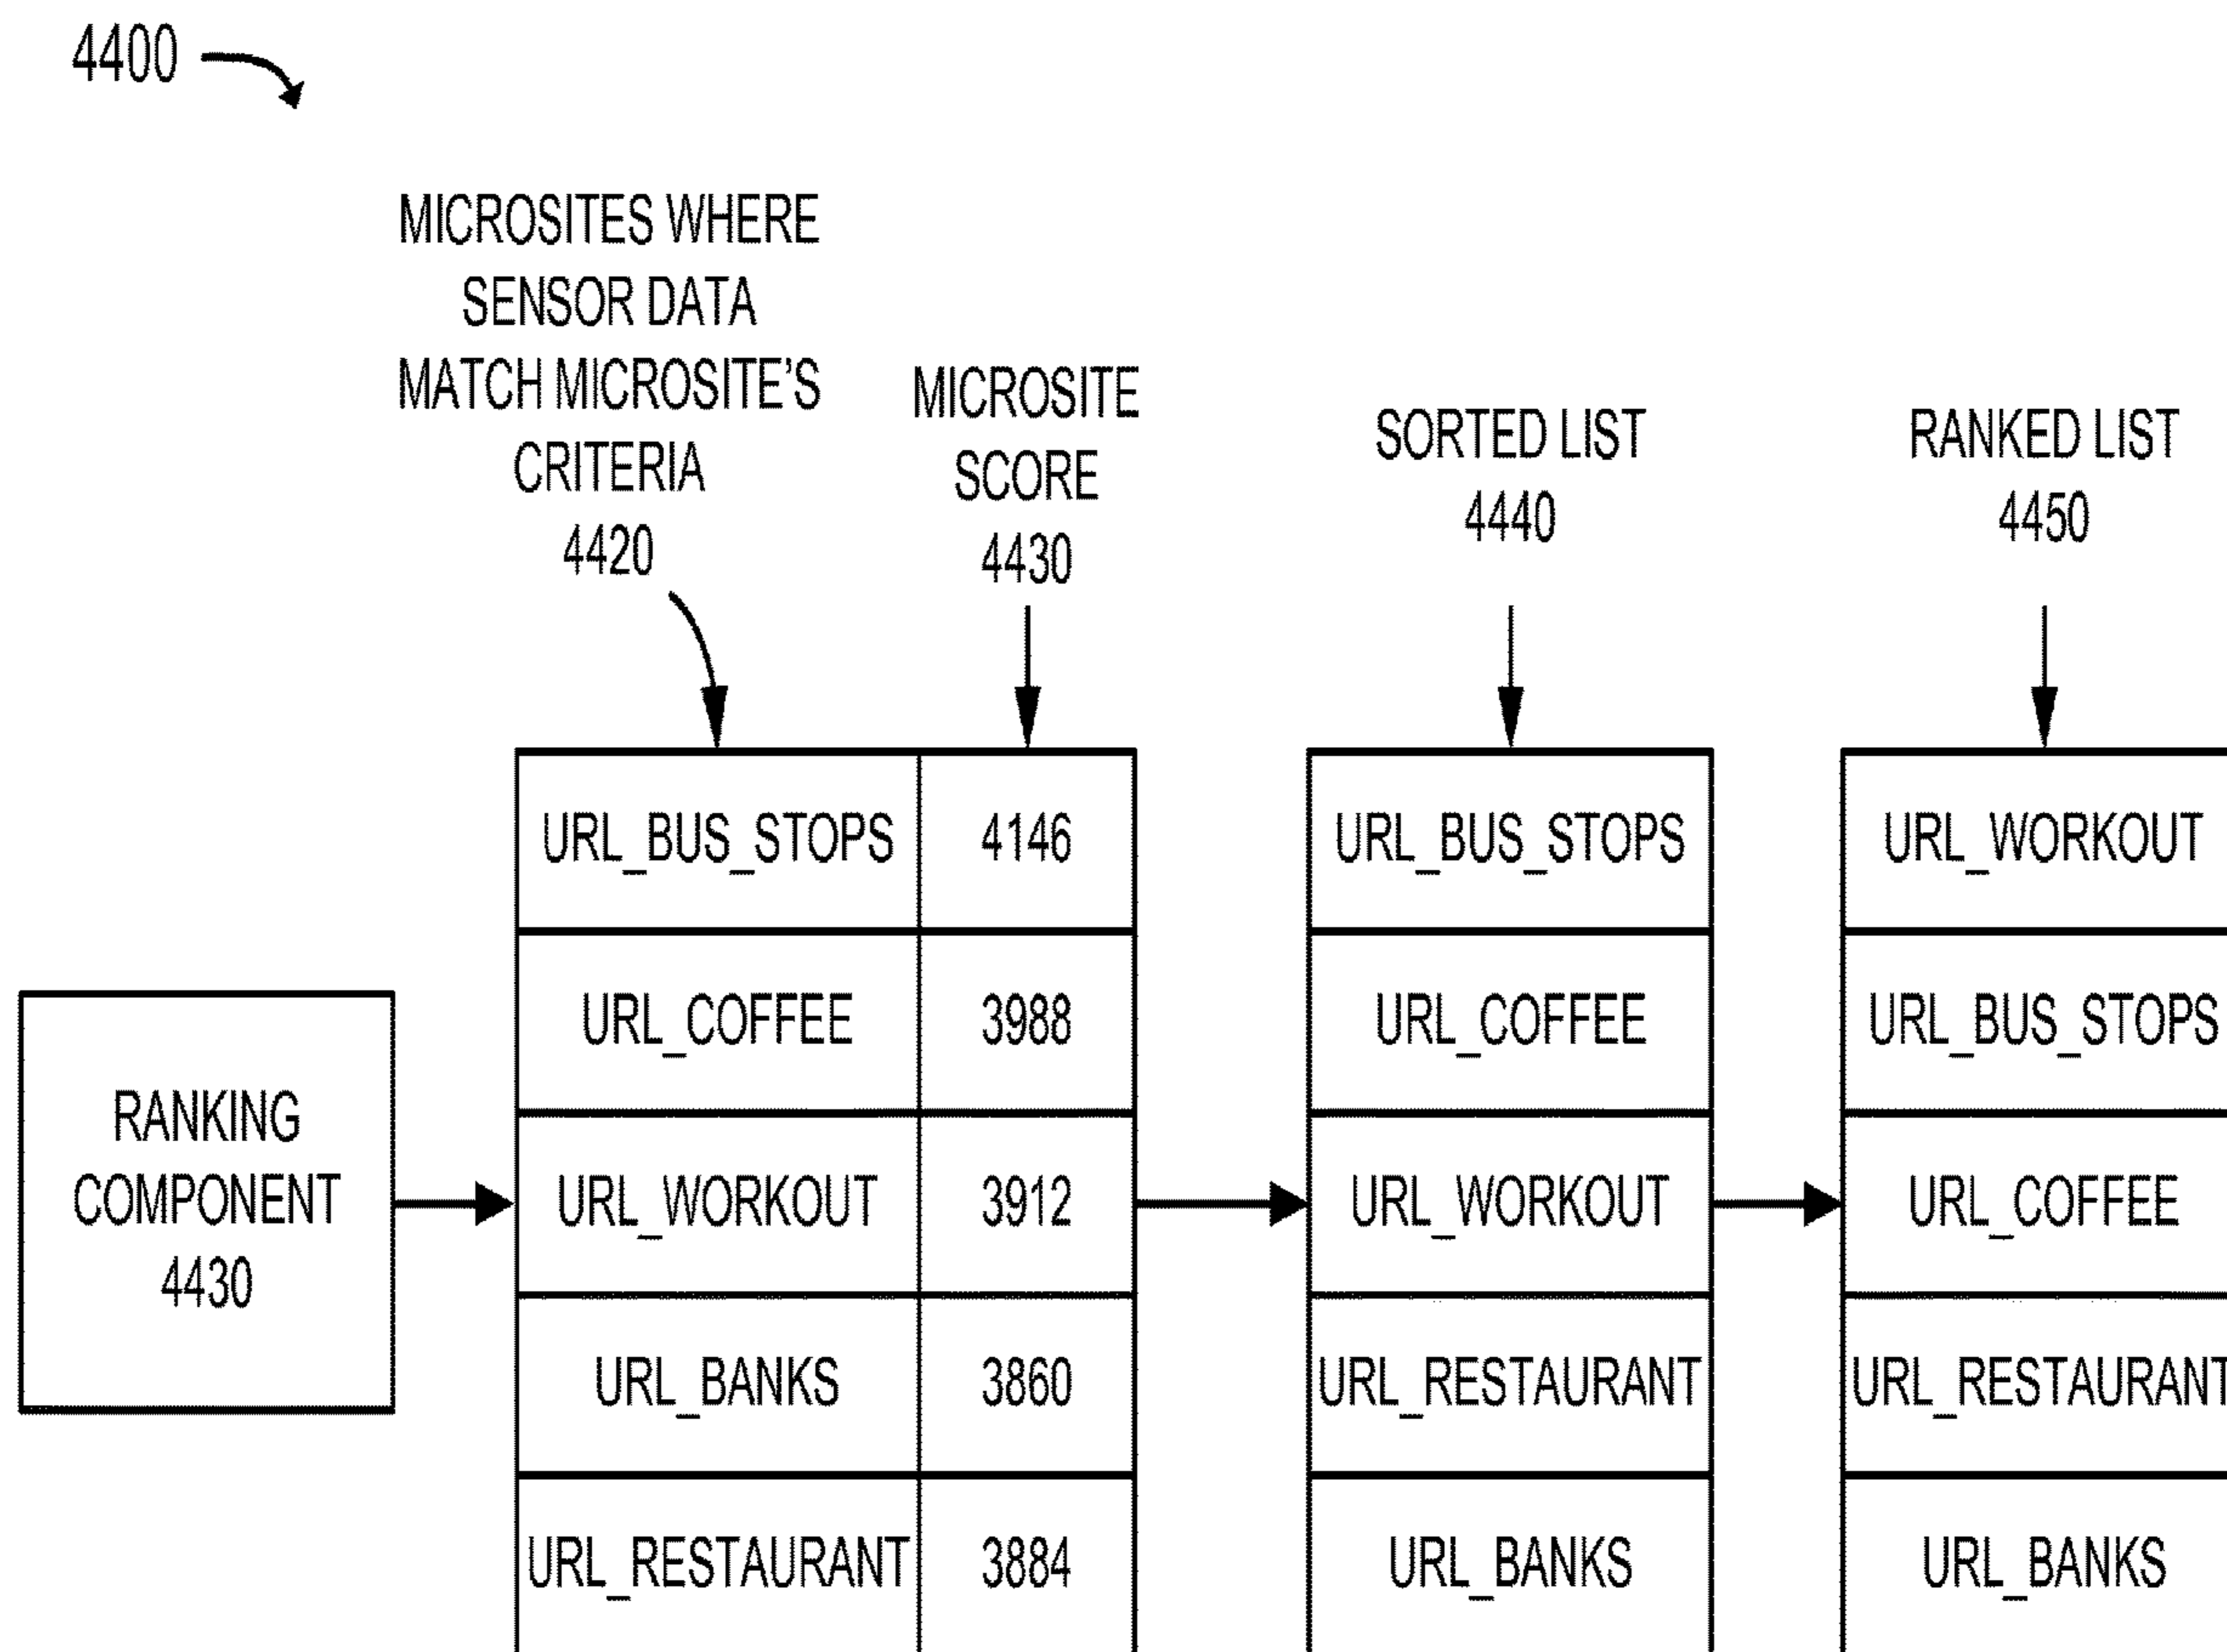 4400
MICROSITES WHERE
SENSOR DATA
MATCH MICROSITE'S
CRITERIA
4420
MICROSITE
SCORE
4430
SORTED LIST
4440
RANKED LIST
4450
RANKING
COMPONENT
4430
URL_BUS_STOPS 4146
URL_COFFEE 3988
URL_WORKOUT 3912
URL_BANKS 3860
URL_RESTAURANT 3884
URL_BUS_STOPS
URL_COFFEE
URL_WORKOUT
URL_RESTAURANT
URL_BANKS
URL_WORKOUT
URL_BUS_STOPS
URL_COFFEE
URL_RESTAURANT
URL_BANKS